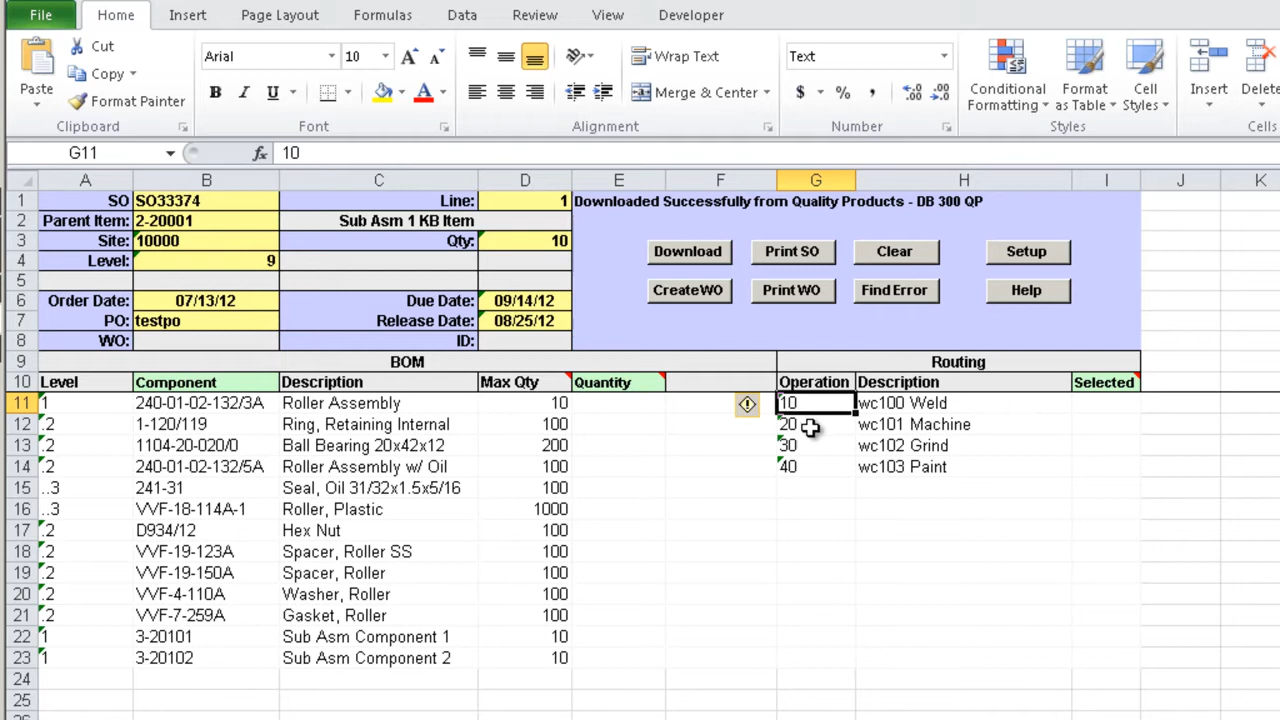 File Home Insert Page Layout Formulas Data Review View Developer
Paste Cut Copy Format Painter Clipboard
Arial 10 B I U A A A Font
Wrap Text Merge & Center Alignment
Text $ % , .00 .0 Number
Conditional Formatting Format as Table Cell Styles Styles
Insert Delete Cells
G11 fx 10
A B C D E F G H I J K
1 SO SO33374 Line: 1 Downloaded Successfully from Quality Products - DB 300 QP
2 Parent Item: 2-20001 Sub Asm 1 KB Item
3 Site: 10000 Qty: 10
Download Print SO Clear Setup
4 Level: 9
5
CreateWO Print WO Find Error Help
6 Order Date: 07/13/12 Due Date: 09/14/12
7 PO: testpo Release Date: 08/25/12
8 WO: ID:
9 BOM Routing
10 Level Component Description Max Qty Quantity Operation Description Selected
11 1 240-01-02-132/3A Roller Assembly 10 10 wc100 Weld
12 .2 1-120/119 Ring, Retaining Internal 100 20 wc101 Machine
13 .2 1104-20-020/0 Ball Bearing 20x42x12 200 30 wc102 Grind
14 .2 240-01-02-132/5A Roller Assembly w/ Oil 100 40 wc103 Paint
15 ..3 241-31 Seal, Oil 31/32x1.5x5/16 100
16 ..3 VVF-18-114A-1 Roller, Plastic 1000
17 .2 D934/12 Hex Nut 100
18 .2 VVF-19-123A Spacer, Roller SS 100
19 .2 VVF-19-150A Spacer, Roller 100
20 .2 VVF-4-110A Washer, Roller 100
21 .2 VVF-7-259A Gasket, Roller 100
22 1 3-20101 Sub Asm Component 1 10
23 1 3-20102 Sub Asm Component 2 10
24
25